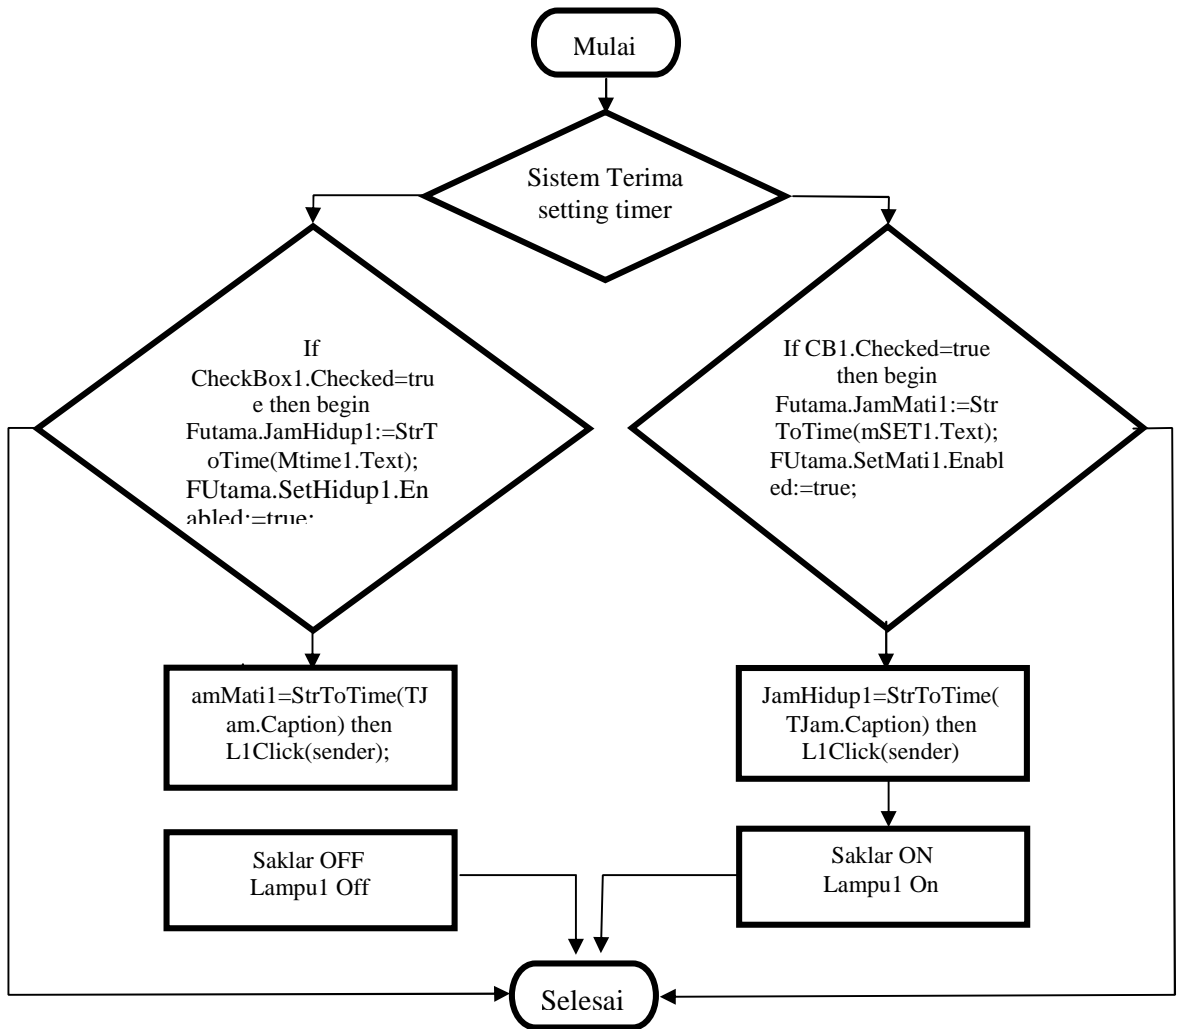 Mulai
Sistem Terima
setting timer
If
CheckBox1.Checked=tru
e then begin
Futama.JamHidup1:=StrT
oTime(Mtime1.Text);
FUtama.SetHidup1.En
abled:=true;
If CB1.Checked=true
then begin
Futama.JamMati1:=Str
ToTime(mSET1.Text);
FUtama.SetMati1.Enabl
ed:=true;
amMati1=StrToTime(TJ
am.Caption) then
L1Click(sender);
JamHidup1=StrToTime(
TJam.Caption) then
L1Click(sender)
Saklar OFF
Lampu1 Off
Saklar ON
Lampu1 On
Selesai